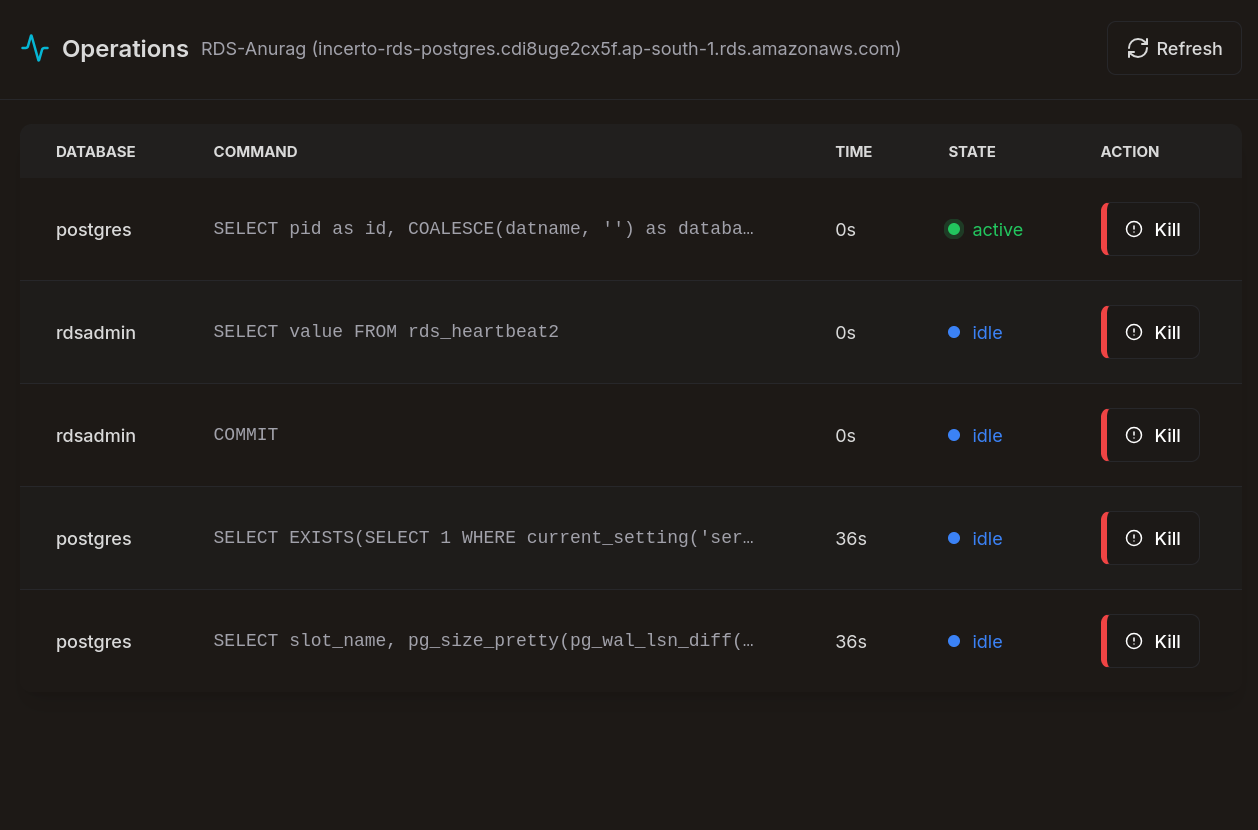 Operations RDS-Anurag (incerto-rds-postgres.cdi8uge2cx5f.ap-south-1.rds.amazonaws.com) Refresh
DATABASE COMMAND TIME STATE ACTION
postgres SELECT pid as id, COALESCE(datname, '') as databa… 0s active Kill
rdsadmin SELECT value FROM rds_heartbeat2 0s idle Kill
rdsadmin COMMIT 0s idle Kill
postgres SELECT EXISTS(SELECT 1 WHERE current_setting('ser… 36s idle Kill
postgres SELECT slot_name, pg_size_pretty(pg_wal_lsn_diff(… 36s idle Kill